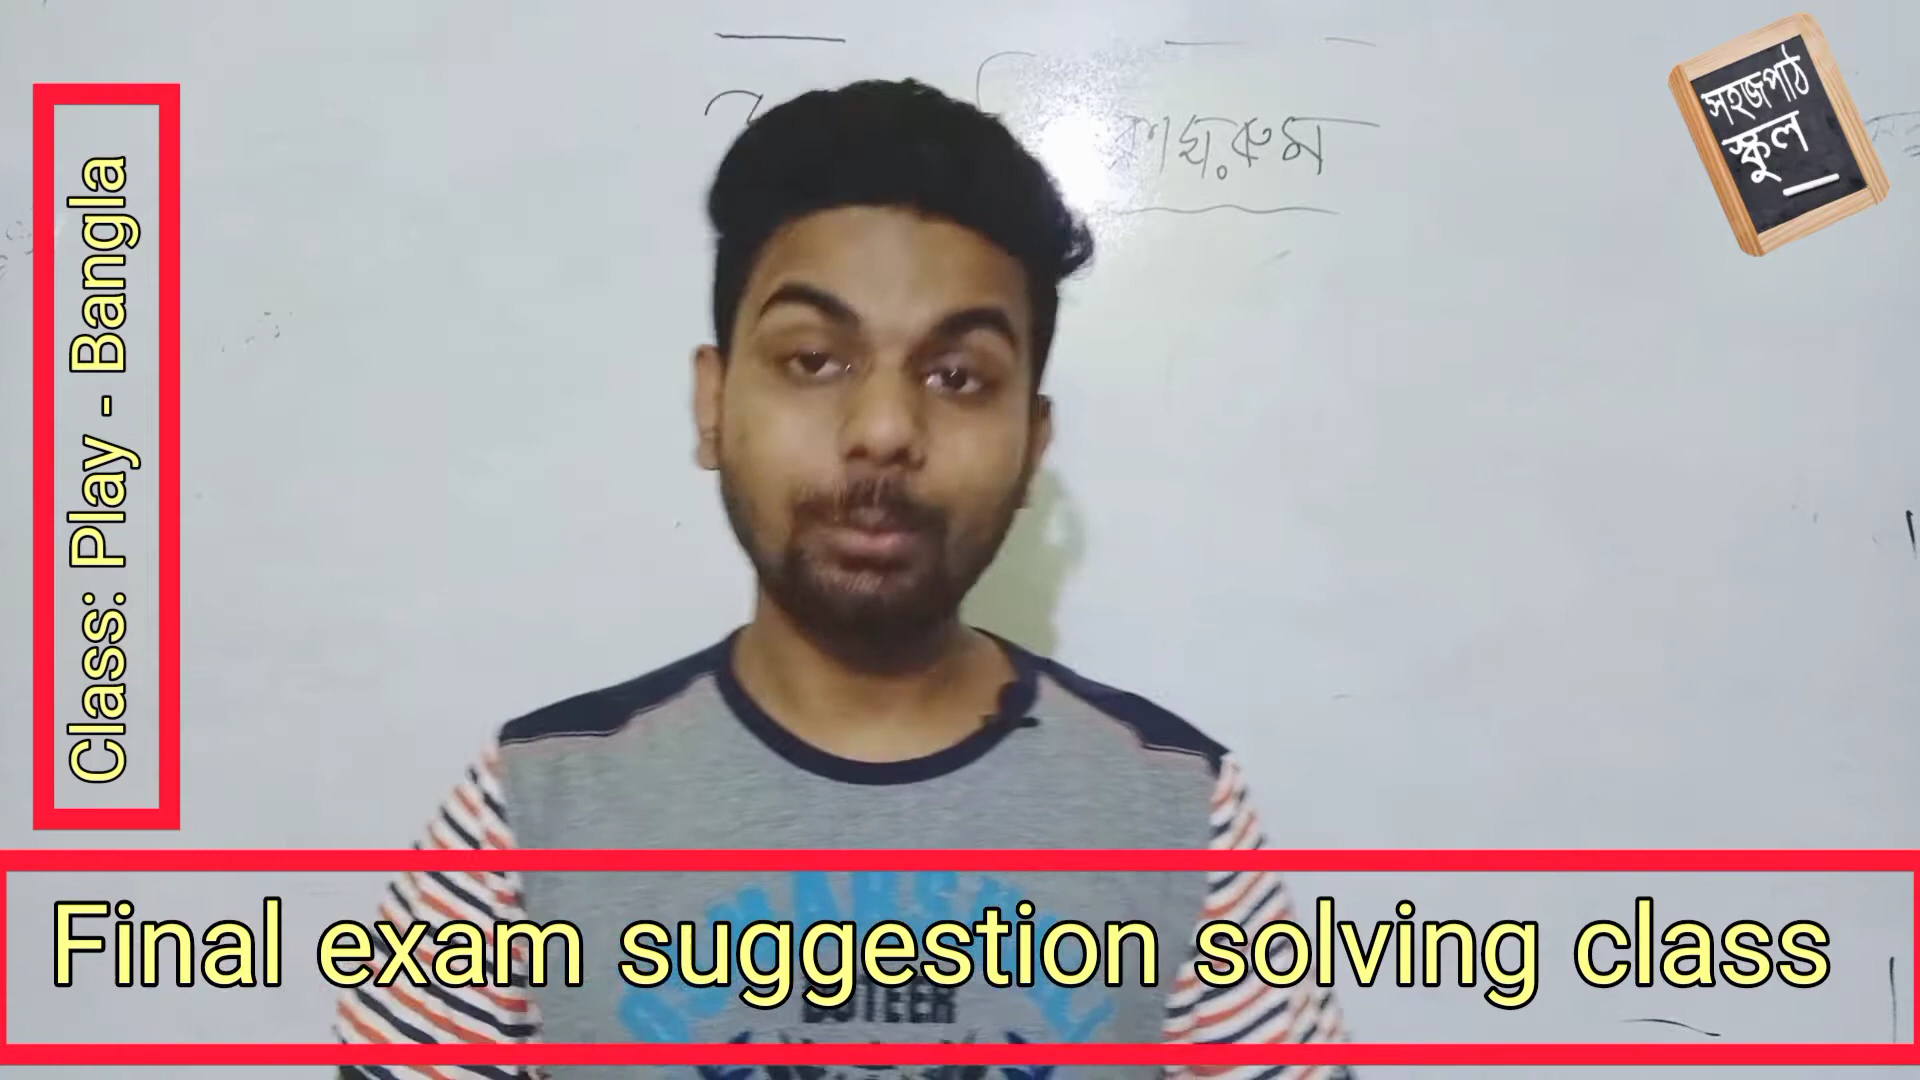 সহজপাঠ
স্কুল
Class: Play - Bangla
Final exam suggestion solving class